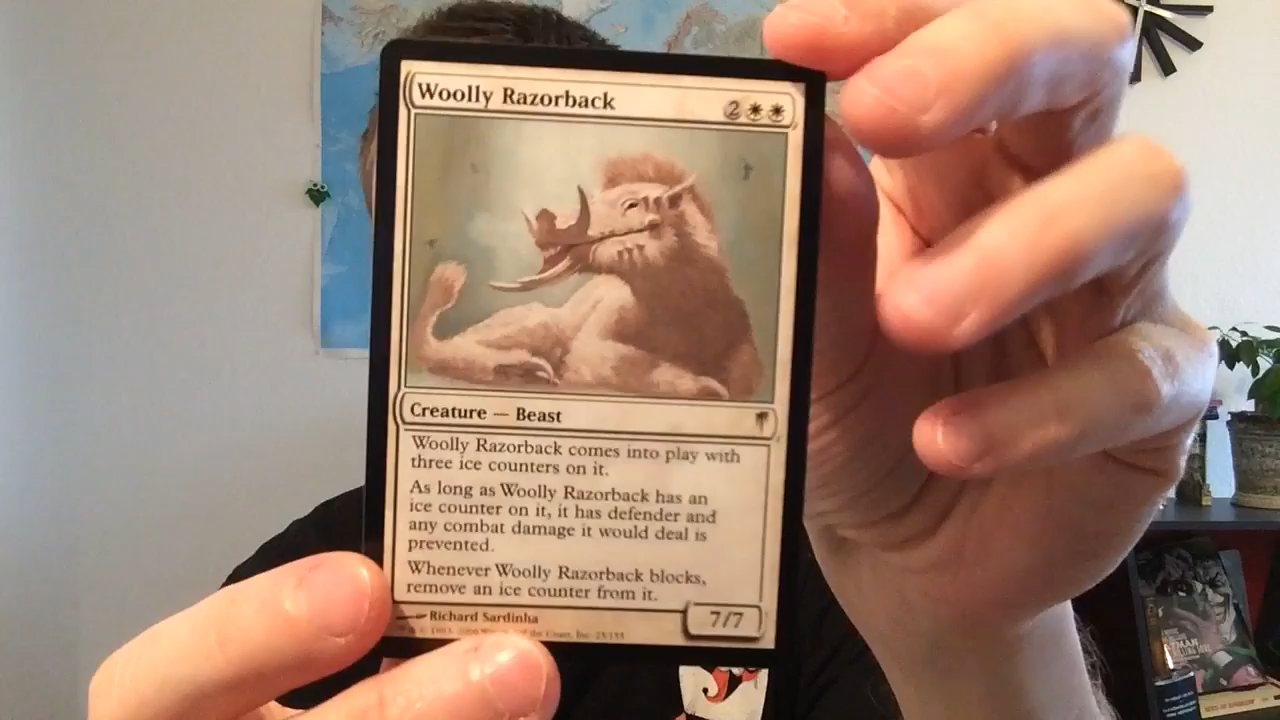 Woolly Razorback 2
Creature — Beast
Woolly Razorback comes into play with
three ice counters on it.
As long as Woolly Razorback has an
ice counter on it, it has defender and
any combat damage it would deal is
prevented.
Whenever Woolly Razorback blocks,
remove an ice counter from it.
Richard Sardinha
7/7